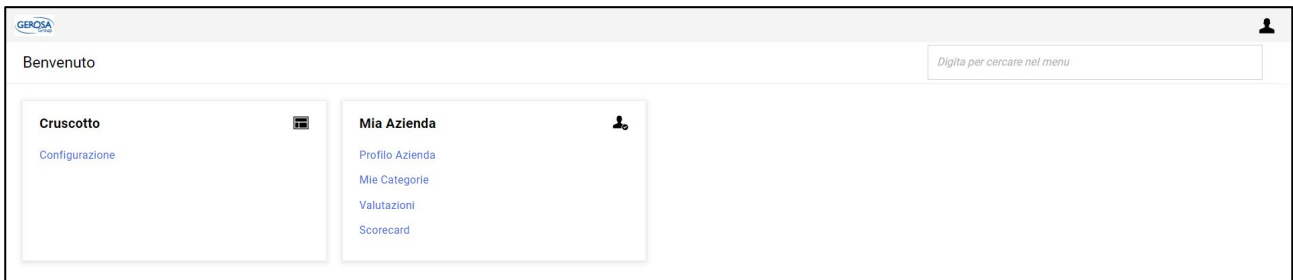 GEROSA
Group
Benvenuto
Digita per cercare nel menu
Cruscotto
Configurazione
Mia Azienda
Profilo Azienda
Mie Categorie
Valutazioni
Scorecard